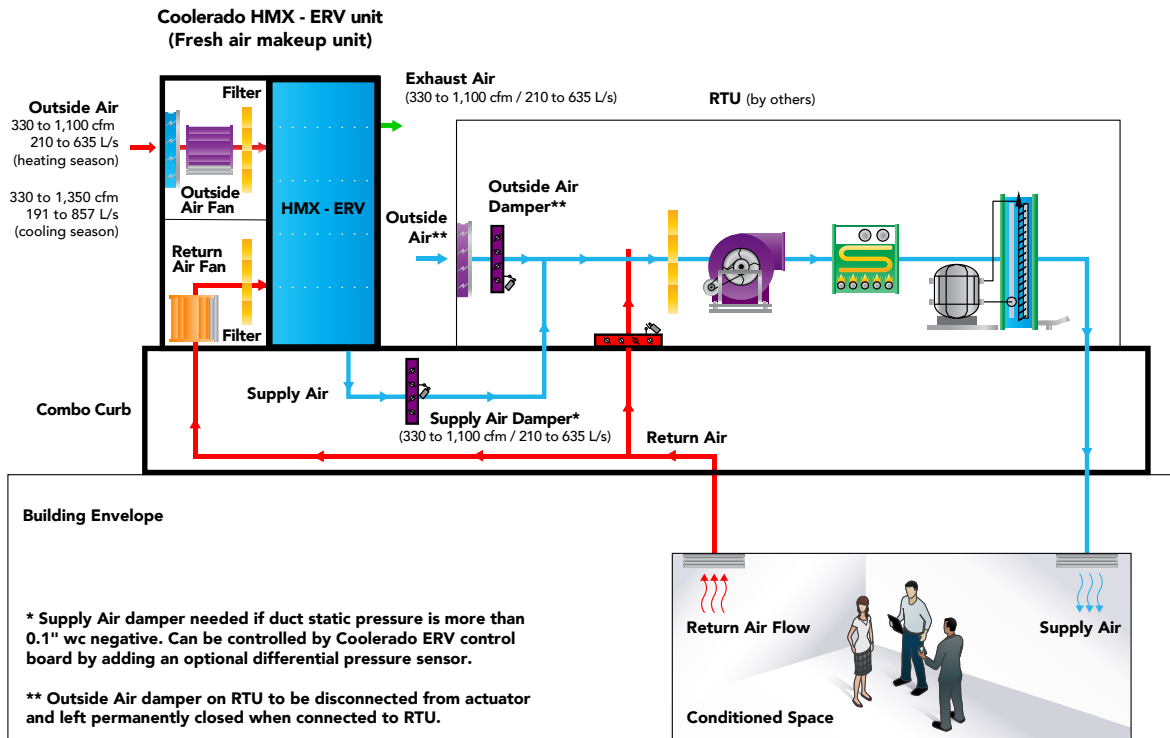 Coolerado HMX - ERV unit
(Fresh air makeup unit)
Outside Air
330 to 1,100 cfm
210 to 635 L/s
(heating season)
330 to 1,350 cfm
191 to 857 L/s
(cooling season)
Filter
Outside
Air Fan
Return
Air Fan
Filter
HMX - ERV
Exhaust Air
(330 to 1,100 cfm / 210 to 635 L/s)
RTU (by others)
Outside Air
Damper**
Outside
Air**
Combo Curb
Supply Air
Supply Air Damper*
(330 to 1,100 cfm / 210 to 635 L/s)
Return Air
Building Envelope
* Supply Air damper needed if duct static pressure is more than
0.1" wc negative. Can be controlled by Coolerado ERV control
board by adding an optional differential pressure sensor.
** Outside Air damper on RTU to be disconnected from actuator
and left permanently closed when connected to RTU.
Return Air Flow
Supply Air
Conditioned Space